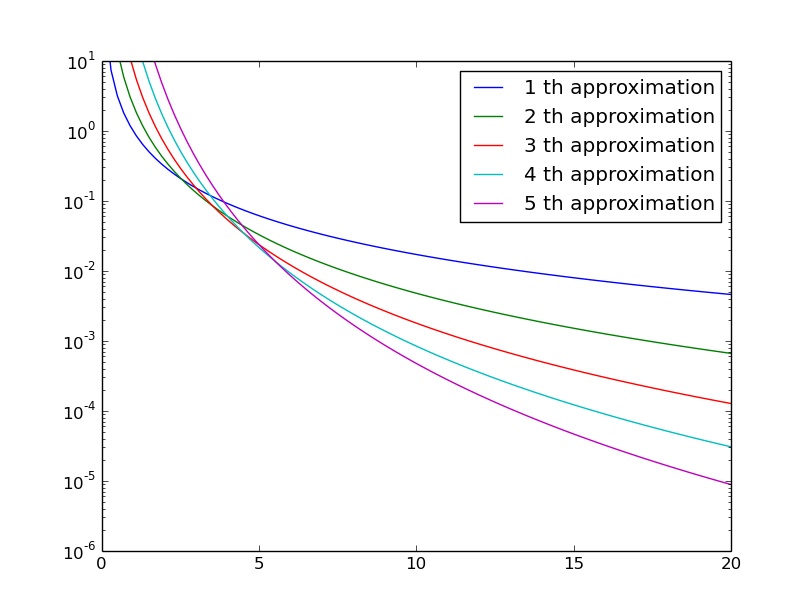 10^1
10^0
10^-1
10^-2
10^-3
10^-4
10^-5
10^-6
0 5 10 15 20
1 th approximation
2 th approximation
3 th approximation
4 th approximation
5 th approximation